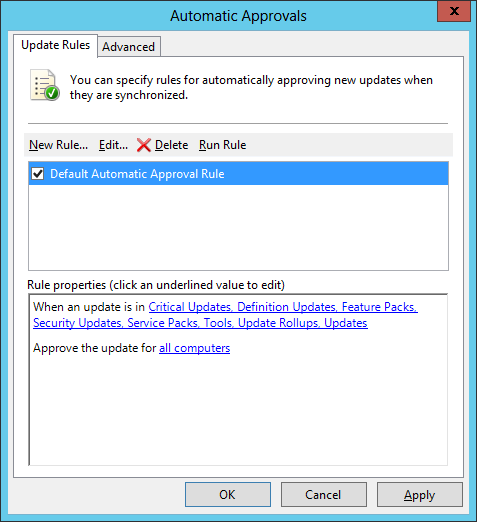 Automatic Approvals
Update Rules
Advanced
You can specify rules for automatically approving new updates when
they are synchronized.
New Rule... Edit... Delete Run Rule
Default Automatic Approval Rule
Rule properties (click an underlined value to edit)
When an update is in Critical Updates, Definition Updates, Feature Packs,
Security Updates, Service Packs, Tools, Update Rollups, Updates
Approve the update for all computers
OK Cancel Apply